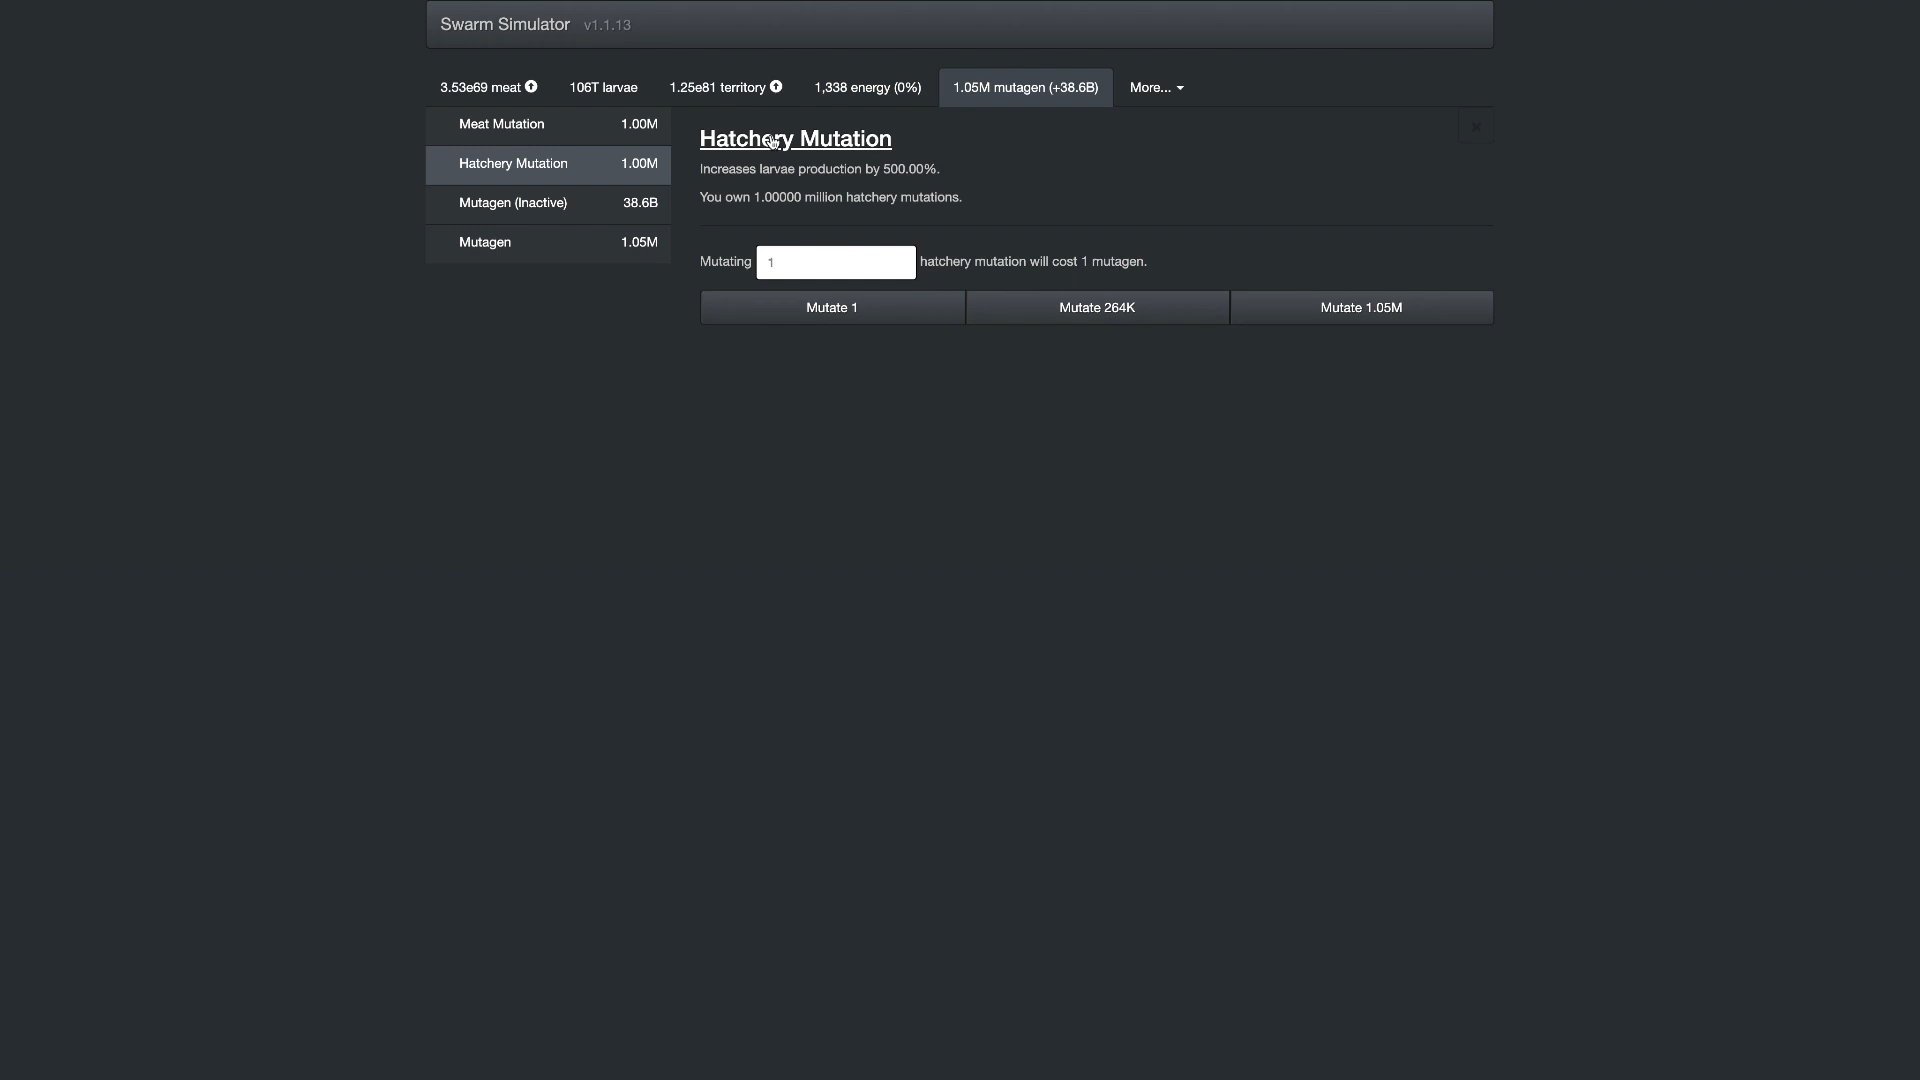 Swarm Simulator v1.1.13
3.53e69 meat 106T larvae 1.25e81 territory 1,338 energy (0%) 1.05M mutagen (+38.6B) More...
Meat Mutation 1.00M
Hatchery Mutation 1.00M
Mutagen (Inactive) 38.6B
Mutagen 1.05M
Hatchery Mutation
Increases larvae production by 500.00%.
You own 1.00000 million hatchery mutations.
Mutating 1 hatchery mutation will cost 1 mutagen.
Mutate 1 Mutate 264K Mutate 1.05M